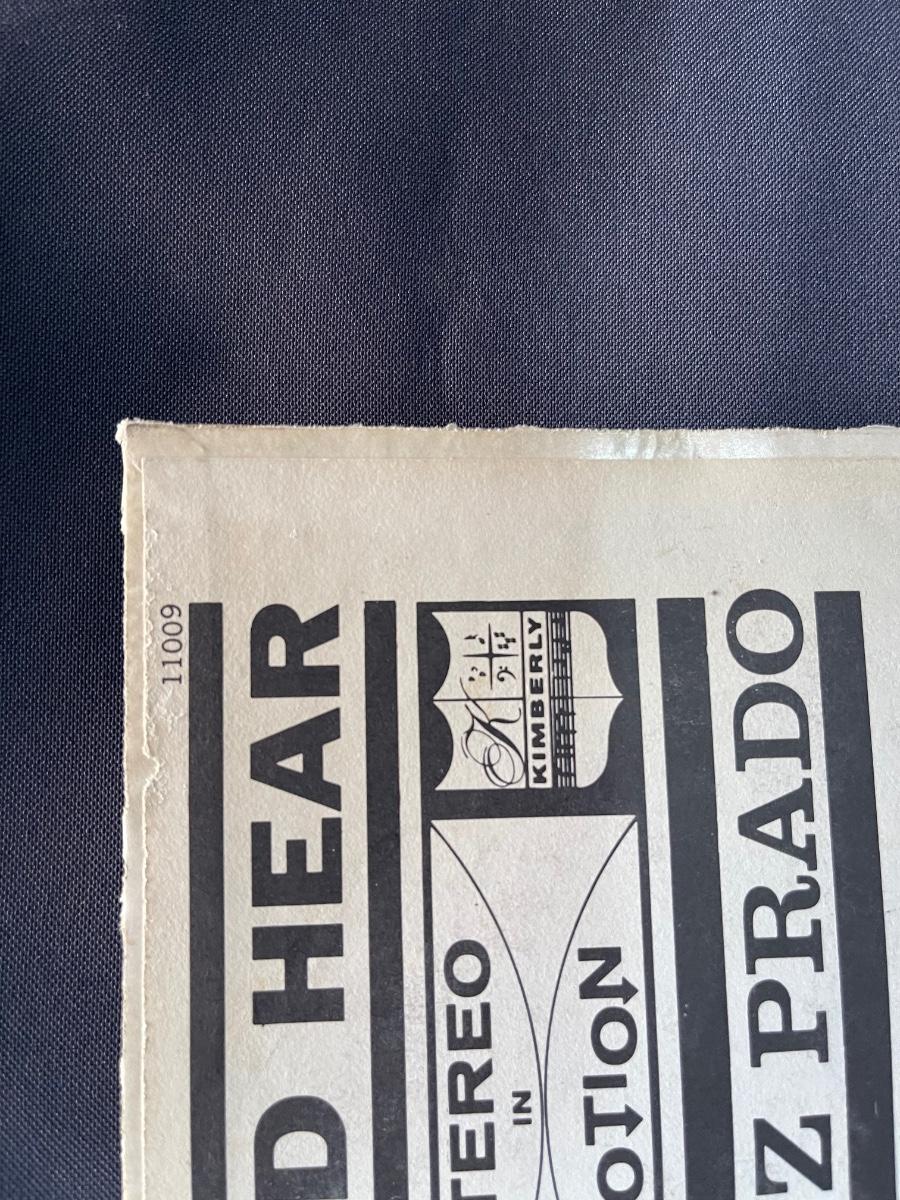 11009
D HEAR
K
KIMBERLY
TEREO
IN
OTION
Z PRADO